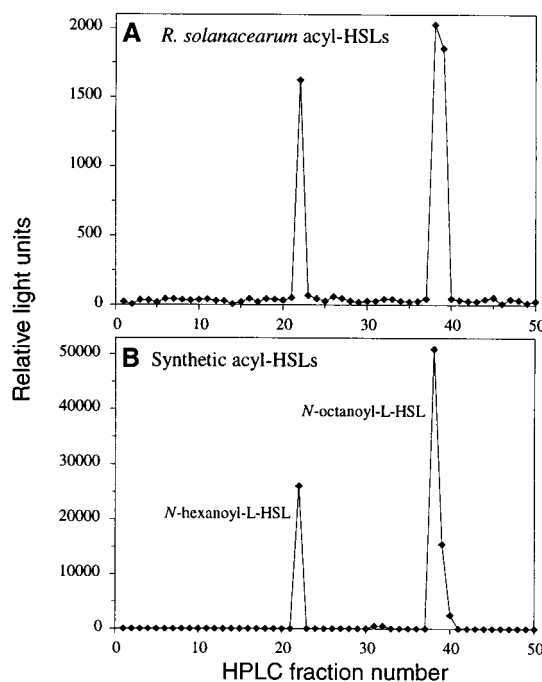 A R. solanacearum acyl-HSLs
2000
1500
1000
500
0
0 10 20 30 40 50
Relative light units
B Synthetic acyl-HSLs
50000
40000
30000
20000
10000
0
N-octanoyl-L-HSL
N-hexanoyl-L-HSL
0 10 20 30 40 50
HPLC fraction number